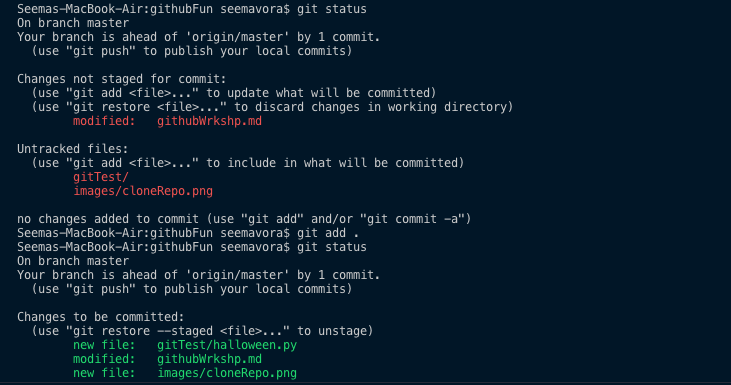 Seemas-MacBook-Air:githubFun seemavora$ git status
On branch master
Your branch is ahead of 'origin/master' by 1 commit.
  (use "git push" to publish your local commits)

Changes not staged for commit:
  (use "git add <file>..." to update what will be committed)
  (use "git restore <file>..." to discard changes in working directory)
        modified:   githubWrkshp.md

Untracked files:
  (use "git add <file>..." to include in what will be committed)
        gitTest/
        images/cloneRepo.png

no changes added to commit (use "git add" and/or "git commit -a")
Seemas-MacBook-Air:githubFun seemavora$ git add .
Seemas-MacBook-Air:githubFun seemavora$ git status
On branch master
Your branch is ahead of 'origin/master' by 1 commit.
  (use "git push" to publish your local commits)

Changes to be committed:
  (use "git restore --staged <file>..." to unstage)
        new file:   gitTest/halloween.py
        modified:   githubWrkshp.md
        new file:   images/cloneRepo.png